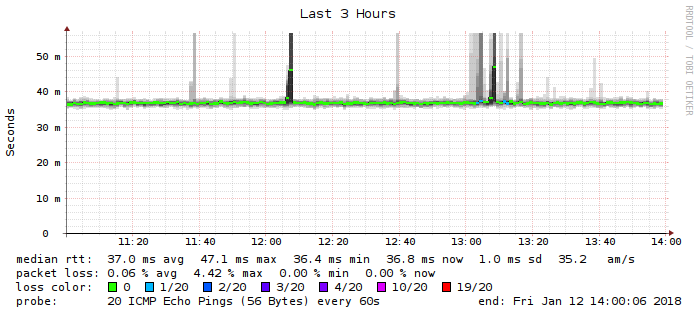 Last 3 Hours
RRDTOOL / TOBI OETIKER
Seconds
50 m
40 m
30 m
20 m
10 m
0
11:20 11:40 12:00 12:20 12:40 13:00 13:20 13:40 14:00
median rtt: 37.0 ms avg 47.1 ms max 36.4 ms min 36.8 ms now 1.0 ms sd 35.2 am/s
packet loss: 0.06 % avg 4.42 % max 0.00 % min 0.00 % now
loss color: 0 1/20 2/20 3/20 4/20 10/20 19/20
probe: 20 ICMP Echo Pings (56 Bytes) every 60s end: Fri Jan 12 14:00:06 2018